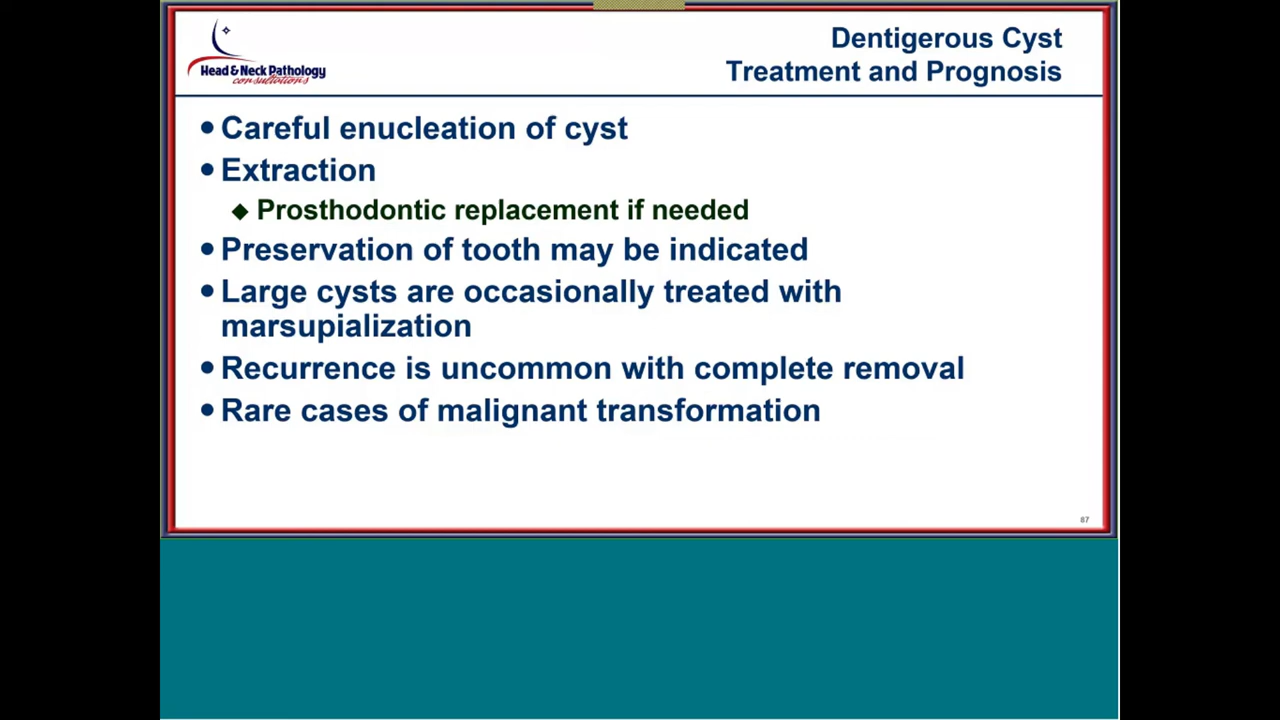 Head & Neck Pathology
consultations
Dentigerous Cyst
Treatment and Prognosis
• Careful enucleation of cyst
• Extraction
◆ Prosthodontic replacement if needed
• Preservation of tooth may be indicated
• Large cysts are occasionally treated with
marsupialization
• Recurrence is uncommon with complete removal
• Rare cases of malignant transformation
87